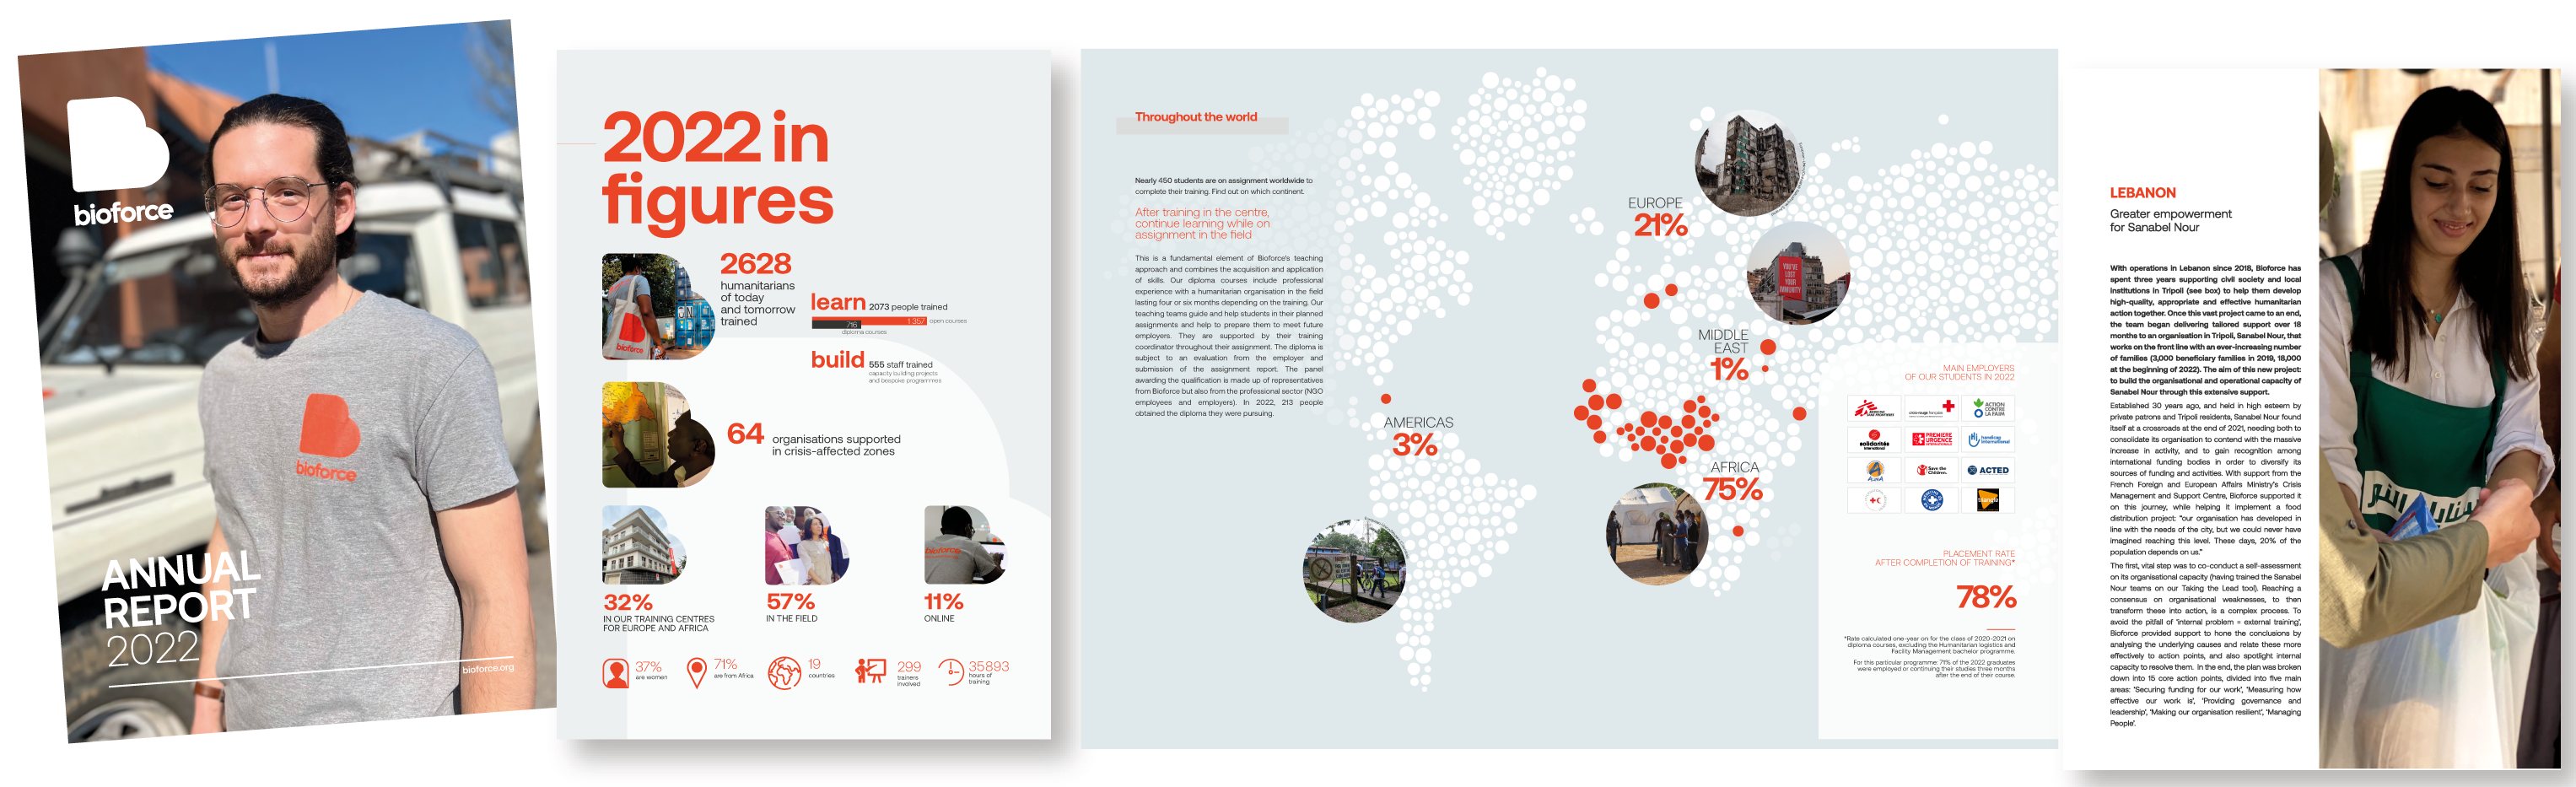 bioforce
bioforce
ANNUAL
REPORT
2022
bioforce.org
2022 in
figures
2628
humanitarians
of today
and tomorrow
trained
learn 2073 people trained
716
1 357 open courses
diploma courses
build 555 staff trained
capacity building projects
and bespoke programmes
bioforce
64 organisations supported
in crisis-affected zones
bioforce
32%
IN OUR TRAINING CENTRES
FOR EUROPE AND AFRICA
57%
IN THE FIELD
11%
ONLINE
37%
are women
71%
are from Africa
19
countries
299
trainers
involved
35893
hours of
training
Throughout the world
Nearly 450 students are on assignment worldwide to
complete their training. Find out on which continent.
After training in the centre,
continue learning while on
assignment in the field
This is a fundamental element of Bioforce's teaching
approach and combines the acquisition and application
of skills. Our diploma courses include professional
experience with a humanitarian organisation in the field
lasting four or six months depending on the training. Our
teaching teams guide and help students in their planned
assignments and help to prepare them to meet future
employers. They are supported by their training
coordinator throughout their assignment. The diploma is
subject to an evaluation from the employer and
submission of the assignment report. The panel
awarding the qualification is made up of representatives
from Bioforce but also from the professional sector (NGO
employees and employers). In 2022, 213 people
obtained the diploma they were pursuing.
EUROPE
21%
YOU'VE
LOST
YOUR
IMMUNITY
MIDDLE
EAST
1%
AMERICAS
3%
AFRICA
75%
MAIN EMPLOYERS
OF OUR STUDENTS IN 2022
ACTION
CONTRE
LA FAIM
solidarités
international
PREMIERE
URGENCE
INTERNATIONALE
handicap
international
Save the
Children
ACTED
triangle
PLACEMENT RATE
AFTER COMPLETION OF TRAINING*
78%
*Rate calculated one-year on for the class of 2020-2021 on
diploma courses, excluding the Humanitarian logistics and
Facility Management bachelor programme.
For this particular programme: 71% of the 2022 graduates
were employed or continuing their studies three months
after the end of their course.
LEBANON
Greater empowerment
for Sanabel Nour
With operations in Lebanon since 2018, Bioforce has
spent three years supporting civil society and local
institutions in Tripoli (see box) to help them develop
high-quality, appropriate and effective humanitarian
action together. Once this vast project came to an end,
the team began delivering tailored support over 18
months to an organisation in Tripoli, Sanabel Nour, that
works on the front line with an ever-increasing number
of families (3,000 beneficiary families in 2019, 18,000
at the beginning of 2022). The aim of this new project:
to build the organisational and operational capacity of
Sanabel Nour through this extensive support.
Established 30 years ago, and held in high esteem by
private patrons and Tripoli residents, Sanabel Nour found
itself at a crossroads at the end of 2021, needing both to
consolidate its organisation to contend with the massive
increase in activity, and to gain recognition among
international funding bodies in order to diversify its
sources of funding and activities. With support from the
French Foreign and European Affairs Ministry's Crisis
Management and Support Centre, Bioforce supported it
on this journey, while helping it implement a food
distribution project: "our organisation has developed in
line with the needs of the city, but we could never have
imagined reaching this level. These days, 20% of the
population depends on us."
The first, vital step was to co-conduct a self-assessment
on its organisational capacity (having trained the Sanabel
Nour teams on our Taking the Lead tool). Reaching a
consensus on organisational weaknesses, to then
transform these into action, is a complex process. To
avoid the pitfall of 'internal problem = external training',
Bioforce provided support to hone the conclusions by
analysing the underlying causes and relate these more
effectively to action points, and also spotlight internal
capacity to resolve them. In the end, the plan was broken
down into 15 core action points, divided into five main
areas: 'Securing funding for our work', 'Measuring how
effective our work is', 'Providing governance and
leadership', 'Making our organisation resilient', 'Managing
People'.